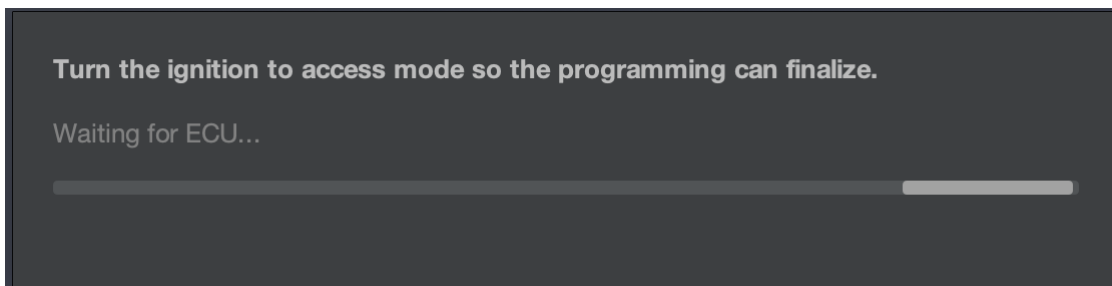 Turn the ignition to access mode so the programming can finalize.
Waiting for ECU...